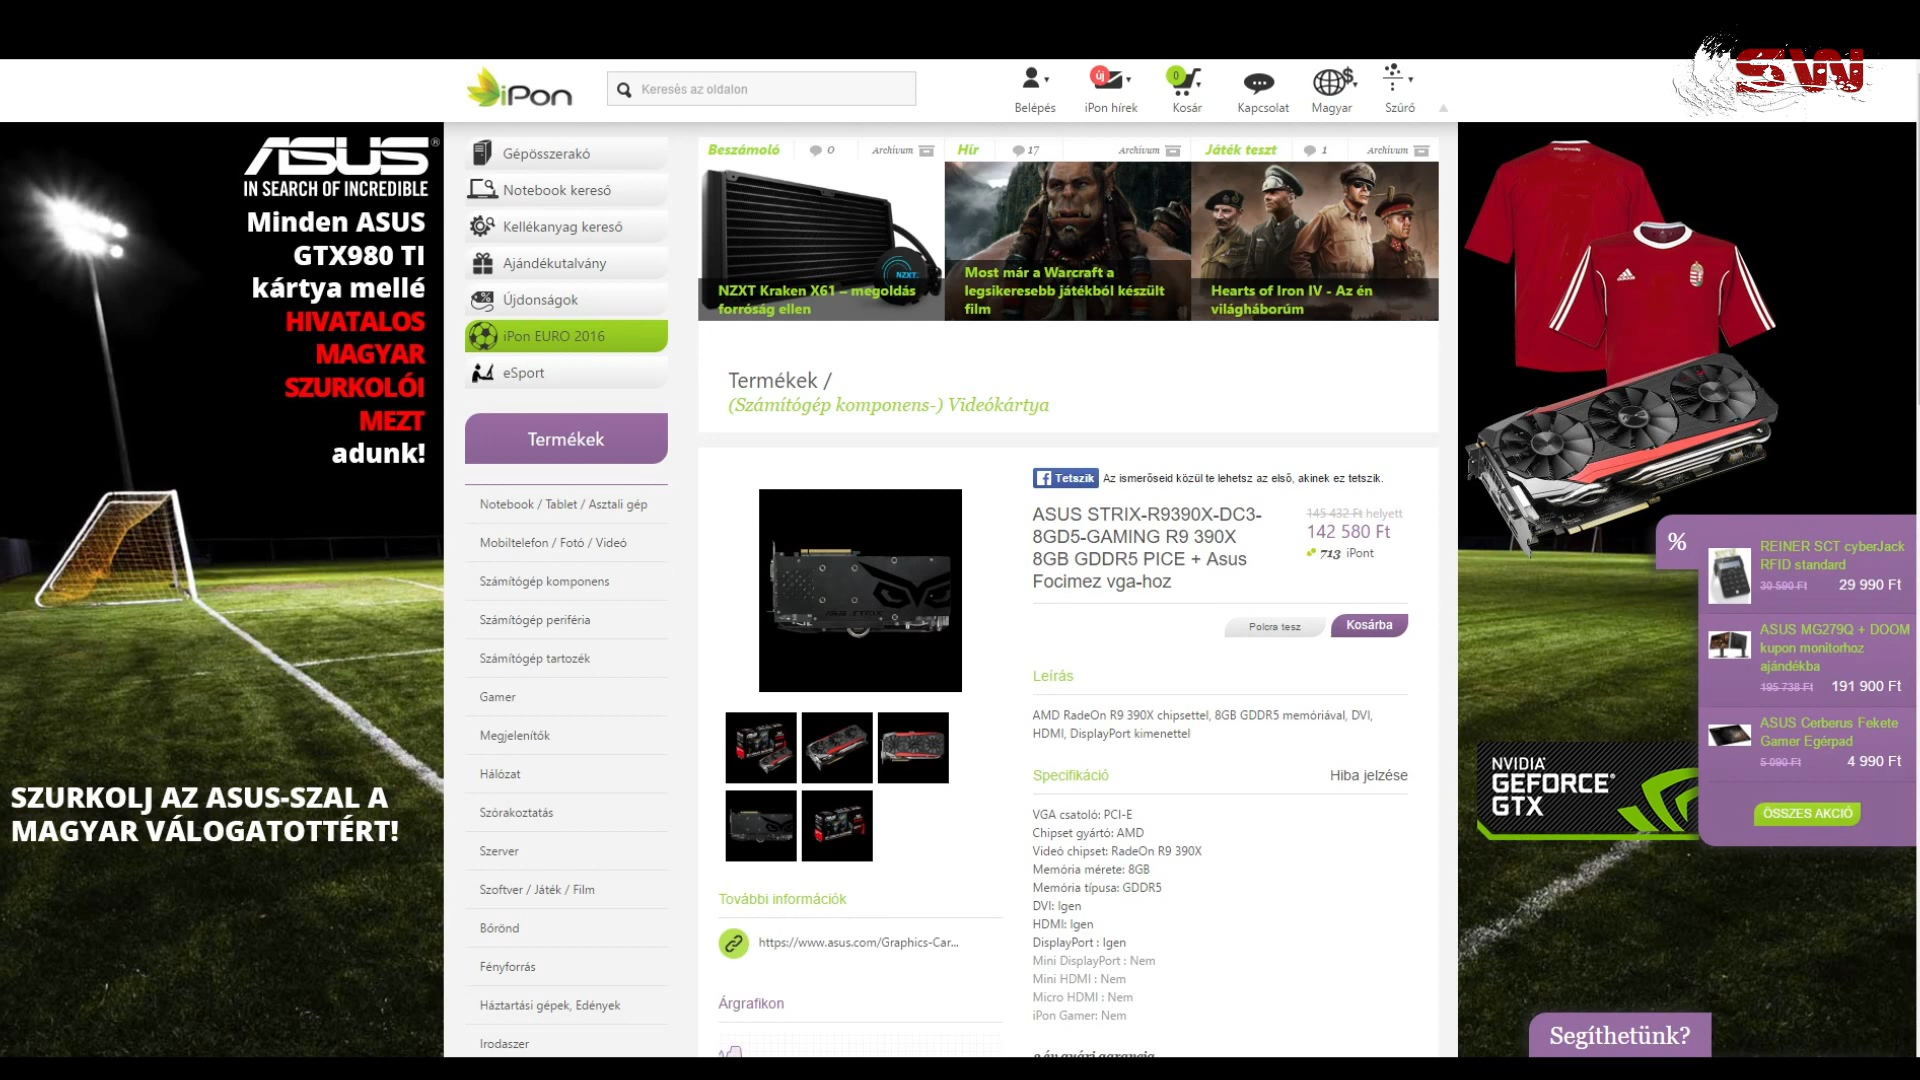 SW
iPon
Keresés az oldalon
új
0
Belépés
iPon hírek
Kosár
Kapcsolat
Magyar
Szűrő
ASUS
IN SEARCH OF INCREDIBLE
Minden ASUS
GTX980 TI
kártya mellé
HIVATALOS
MAGYAR
SZURKOLÓI
MEZT
adunk!
SZURKOLJ AZ ASUS-SZAL A
MAGYAR VÁLOGATOTTÉRT!
Gépösszerakó
Notebook kereső
Kellékanyag kereső
Ajándékutalvány
Újdonságok
iPon EURO 2016
eSport
Termékek
Notebook / Tablet / Asztali gép
Mobiltelefon / Fotó / Videó
Számítógép komponens
Számítógép periféria
Számítógép tartozék
Gamer
Megjelenítők
Hálózat
Szórakoztatás
Szerver
Szoftver / Játék / Film
Bőrönd
Fényforrás
Háztartási gépek, Edények
Irodaszer
Beszámoló 0 Archívum
NZXT
NZXT Kraken X61 – megoldás
forróság ellen
Hír 17 Archívum
Most már a Warcraft a
legsikeresebb játékból készült
film
Játék teszt 1 Archívum
Hearts of Iron IV - Az én
világháborúm
Termékek /
(Számítógép komponens-) Videókártya
Tetszik Az ismerőseid közül te lehetsz az első, akinek ez tetszik.
ASUS STRIX-R9390X-DC3-
8GD5-GAMING R9 390X
8GB GDDR5 PICE + Asus
Focimez vga-hoz
145 432 Ft helyett
142 580 Ft
713 iPont
Polcra tesz
Kosárba
Leírás
AMD RadeOn R9 390X chipsettel, 8GB GDDR5 memóriával, DVI,
HDMI, DisplayPort kimenettel
Specifikáció
Hiba jelzése
VGA csatoló: PCI-E
Chipset gyártó: AMD
Videó chipset: RadeOn R9 390X
Memória mérete: 8GB
Memória típusa: GDDR5
DVI: Igen
HDMI: Igen
DisplayPort : Igen
Mini DisplayPort : Nem
Mini HDMI : Nem
Micro HDMI : Nem
iPon Gamer: Nem
További információk
https://www.asus.com/Graphics-Car...
Árgrafikon
adidas
NVIDIA
GEFORCE
GTX
%
REINER SCT cyberJack
RFID standard
30 590 Ft 29 990 Ft
ASUS MG279Q + DOOM
kupon monitorhoz
ajándékba
195 738 Ft 191 900 Ft
ASUS Cerberus Fekete
Gamer Egérpad
5 090 Ft 4 990 Ft
ÖSSZES AKCIÓ
Segíthetünk?